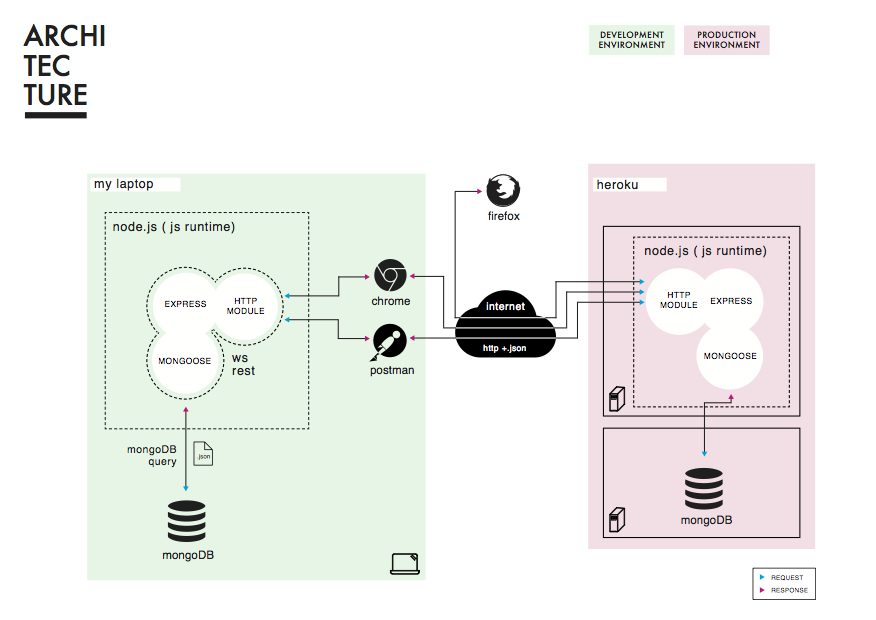 ARCHI
TEC
TURE
DEVELOPMENT
ENVIRONMENT
PRODUCTION
ENVIRONMENT
my laptop
node.js ( js runtime)
EXPRESS
HTTP
MODULE
MONGOOSE
ws
rest
mongoDB
query
.json
mongoDB
chrome
postman
firefox
internet
http +.json
heroku
node.js ( js runtime)
HTTP
MODULE
EXPRESS
MONGOOSE
mongoDB
REQUEST
RESPONSE